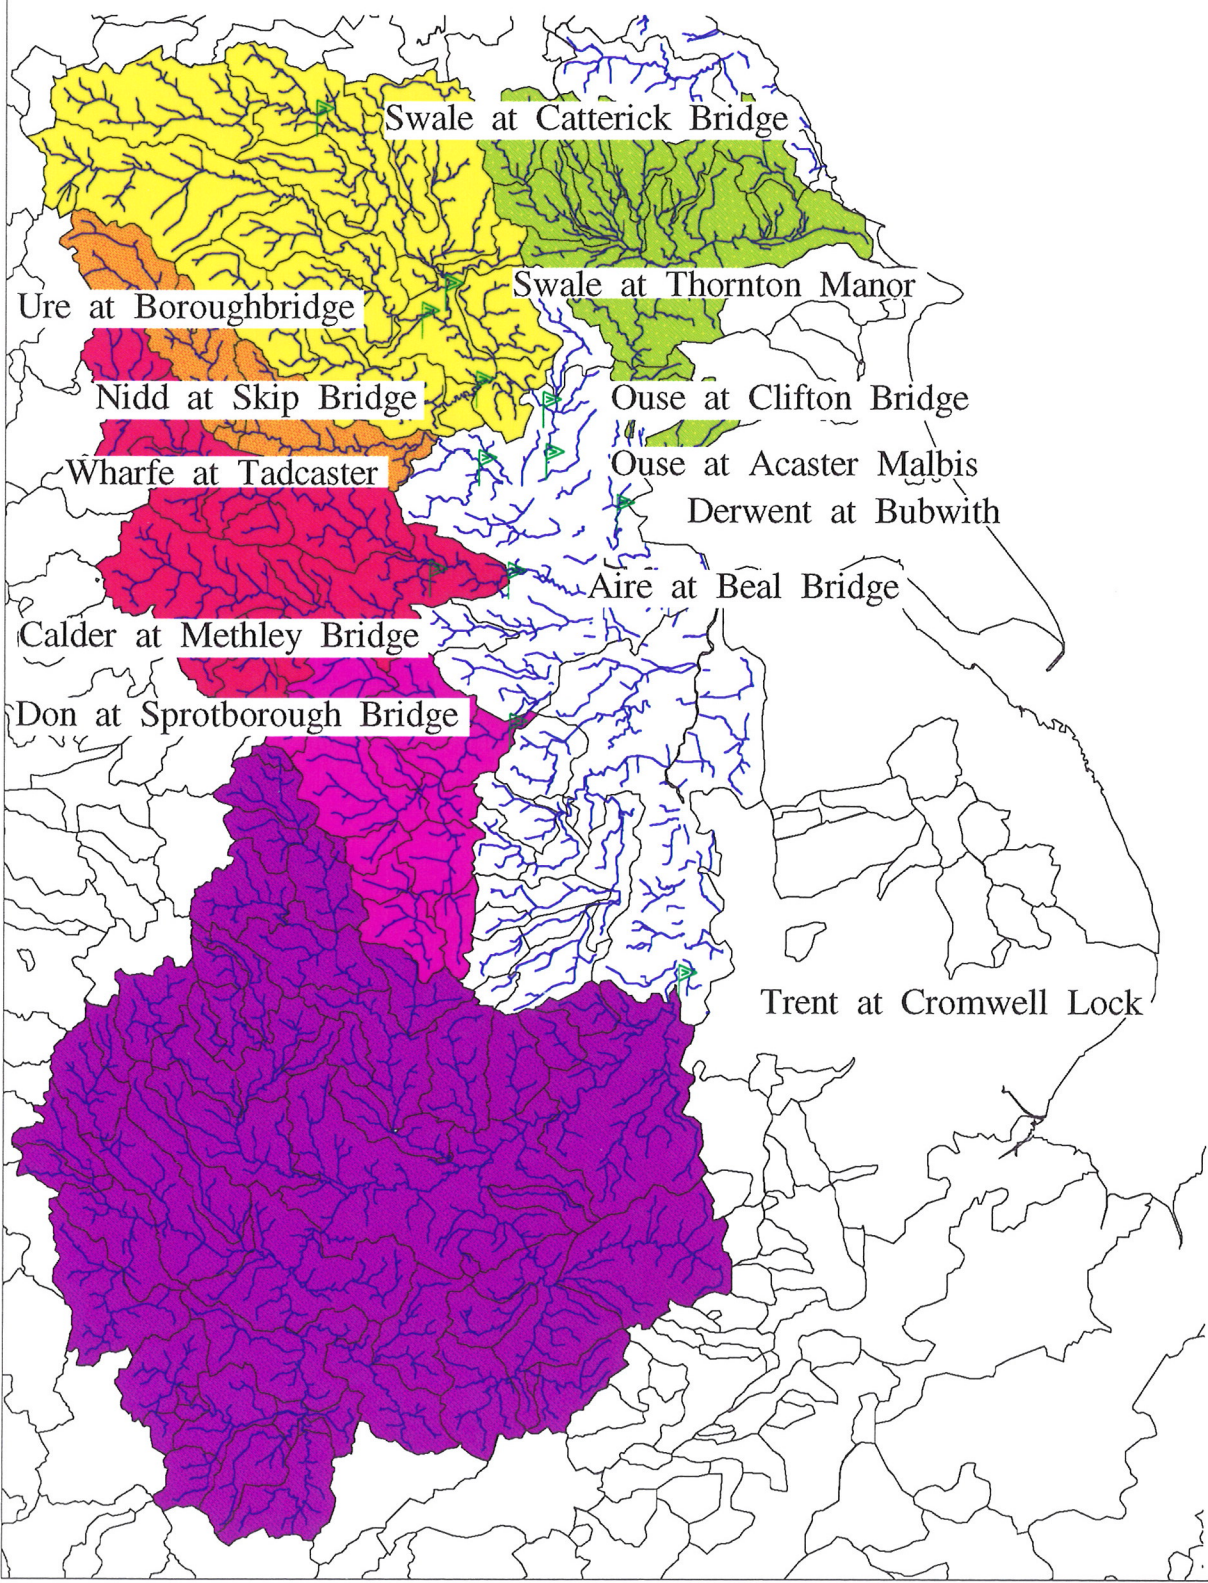 Swale at Catterick Bridge
Swale at Thornton Manor
Ure at Boroughbridge
Nidd at Skip Bridge
Ouse at Clifton Bridge
Wharfe at Tadcaster
Ouse at Acaster Malbis
Derwent at Bubwith
Aire at Beal Bridge
Calder at Methley Bridge
Don at Sprotborough Bridge
Trent at Cromwell Lock